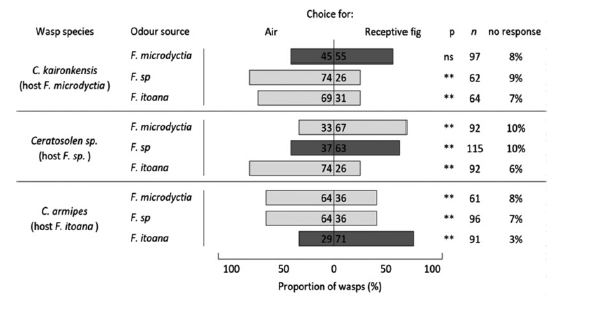 Choice for:
Wasp species Odour source Air Receptive fig p n no response
F. microdyctia 45 55 ns 97 8%
C. kaironkensis
(host F. microdyctia )
F. sp 74 26 ** 62 9%
F. itoana 69 31 ** 64 7%
F. microdyctia 33 67 ** 92 10%
Ceratosolen sp.
(host F. sp. )
F. sp 37 63 ** 115 10%
F. itoana 74 26 ** 92 6%
F. microdyctia 64 36 ** 61 8%
C. armipes
(host F. itoana )
F. sp 64 36 ** 96 7%
F. itoana 29 71 ** 91 3%
100 50 0 50 100
Proportion of wasps (%)